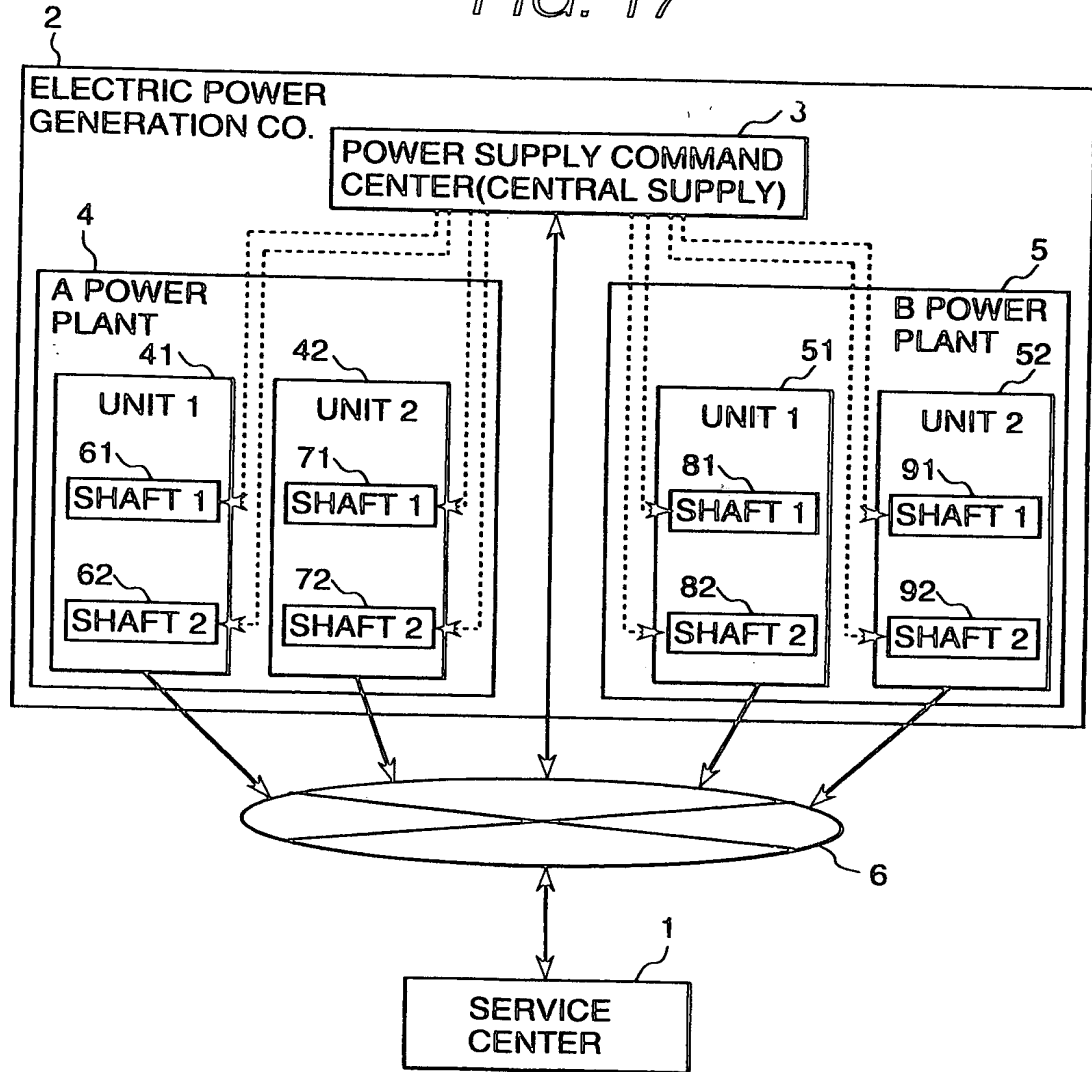 FIG. 17
2
ELECTRIC POWER
GENERATION CO.
3
POWER SUPPLY COMMAND
CENTER(CENTRAL SUPPLY)
4
A POWER
PLANT
5
B POWER
PLANT
41
UNIT 1
61
SHAFT 1
62
SHAFT 2
42
UNIT 2
71
SHAFT 1
72
SHAFT 2
51
UNIT 1
81
SHAFT 1
82
SHAFT 2
52
UNIT 2
91
SHAFT 1
92
SHAFT 2
6
1
SERVICE
CENTER